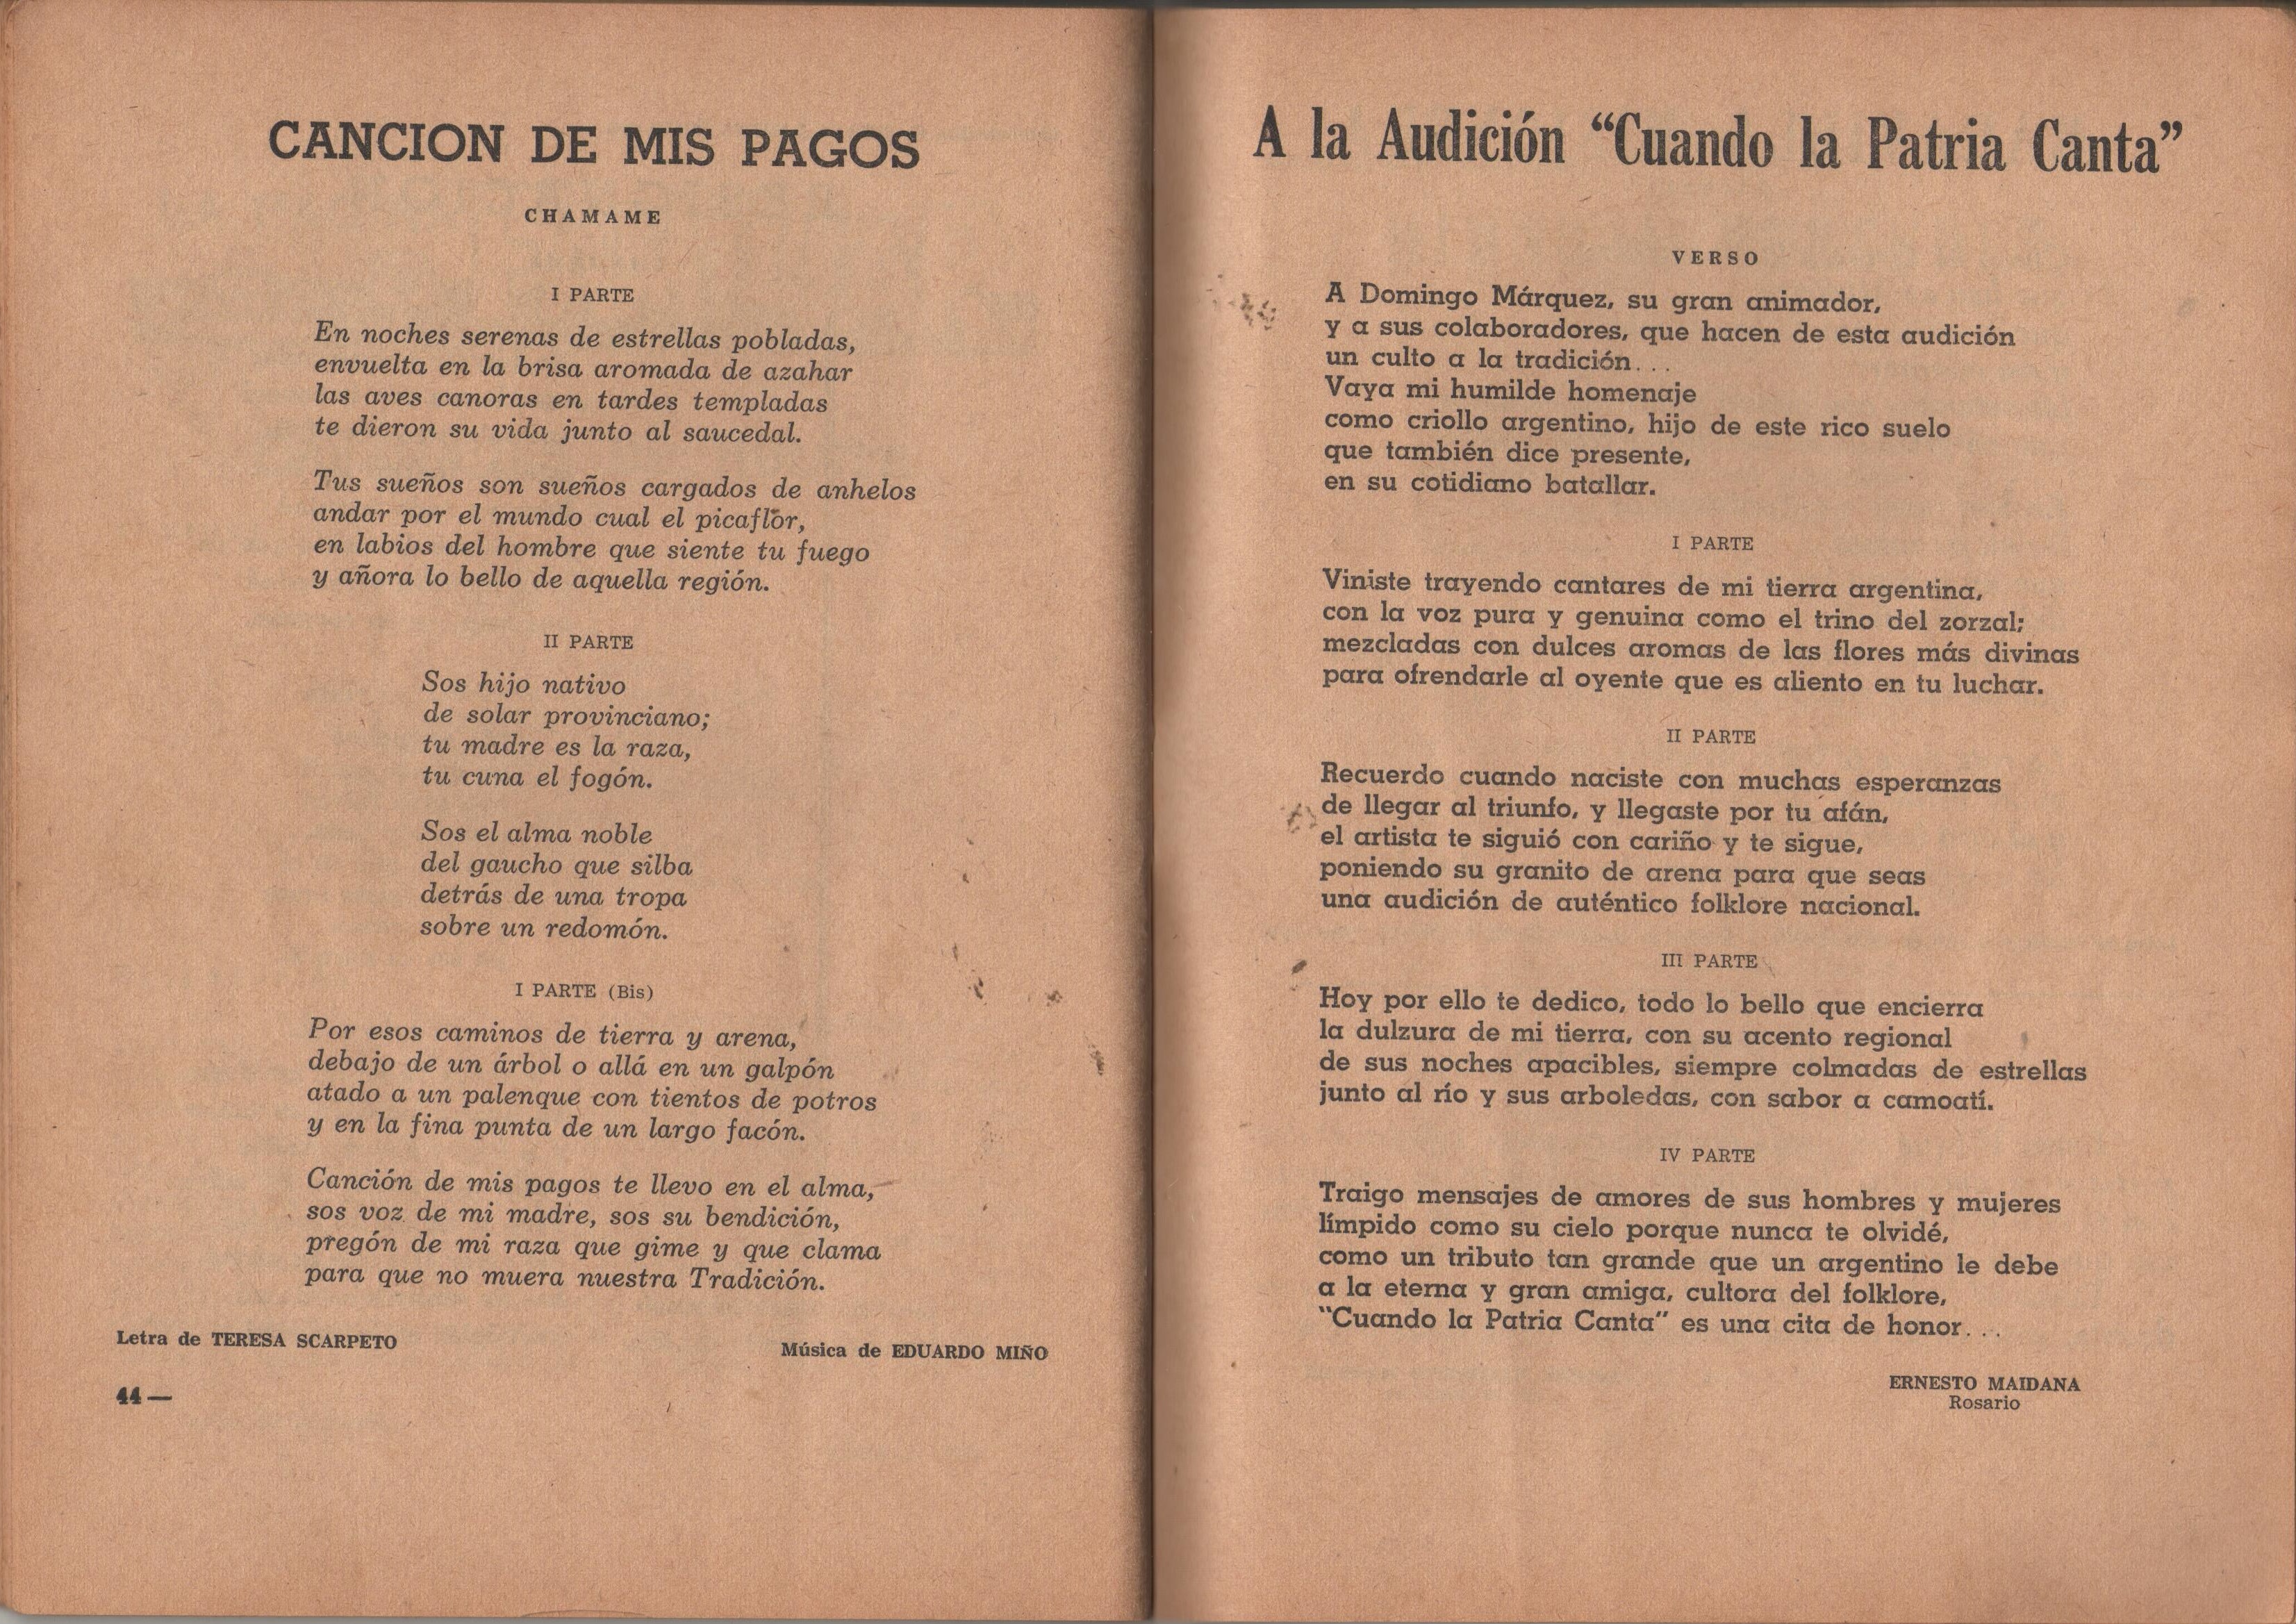 CANCION DE MIS PAGOS
CHAMAME
I PARTE
En noches serenas de estrellas pobladas,
envuelta en la brisa aromada de azahar
las aves canoras en tardes templadas
te dieron su vida junto al saucedal.
Tus sueños son sueños cargados de anhelos
andar por el mundo cual el picaflor,
en labios del hombre que siente tu fuego
y añora lo bello de aquella región.
II PARTE
Sos hijo nativo
de solar provinciano;
tu madre es la raza,
tu cuna el fogón.
Sos el alma noble
del gaucho que silba
detrás de una tropa
sobre un redomón.
I PARTE (Bis)
Por esos caminos de tierra y arena,
debajo de un árbol o allá en un galpón
atado a un palenque con tientos de potros
y en la fina punta de un largo facón.
Canción de mis pagos te llevo en el alma,
sos voz de mi madre, sos su bendición,
pregón de mi raza que gime y que clama
para que no muera nuestra Tradición.
Letra de TERESA SCARPETO
Música de EDUARDO MIÑO
44 —
A la Audición “Cuando la Patria Canta”
VERSO
A Domingo Márquez, su gran animador,
y a sus colaboradores, que hacen de esta audición
un culto a la tradición...
Vaya mi humilde homenaje
como criollo argentino, hijo de este rico suelo
que también dice presente,
en su cotidiano batallar.
I PARTE
Viniste trayendo cantares de mi tierra argentina,
con la voz pura y genuina como el trino del zorzal;
mezcladas con dulces aromas de las flores más divinas
para ofrendarle al oyente que es aliento en tu luchar.
II PARTE
Recuerdo cuando naciste con muchas esperanzas
de llegar al triunfo, y llegaste por tu afán,
el artista te siguió con cariño y te sigue,
poniendo su granito de arena para que seas
una audición de auténtico folklore nacional.
III PARTE
Hoy por ello te dedico, todo lo bello que encierra
la dulzura de mi tierra, con su acento regional
de sus noches apacibles, siempre colmadas de estrellas
junto al río y sus arboledas, con sabor a camoatí.
IV PARTE
Traigo mensajes de amores de sus hombres y mujeres
límpido como su cielo porque nunca te olvidé,
como un tributo tan grande que un argentino le debe
a la eterna y gran amiga, cultora del folklore,
“Cuando la Patria Canta” es una cita de honor...
ERNESTO MAIDANA
Rosario